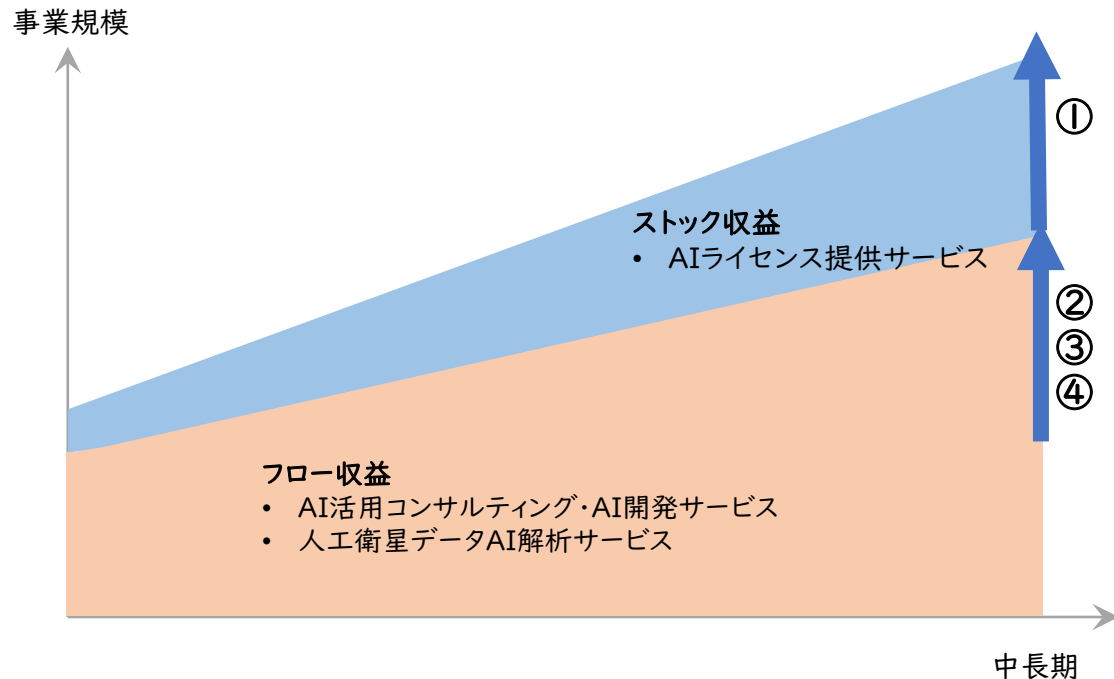 事業規模
①
ストック収益
• AIライセンス提供サービス
②
③
④
フロー収益
• AI活用コンサルティング・AI開発サービス
• 人工衛星データAI解析サービス
中長期